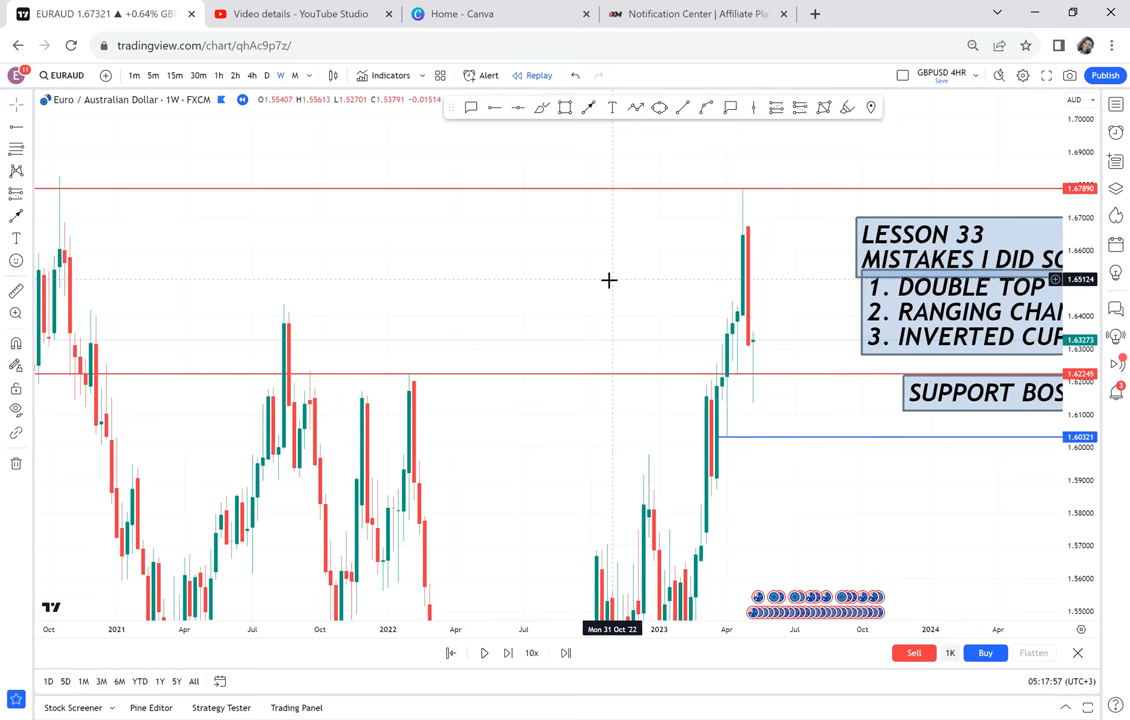 EURAUD 1.67321 ▲ +0.64% GBP
Video details - YouTube Studio
Home - Canva
Notification Center | Affiliate Pla
tradingview.com/chart/qhAc9p7z/
E
11
EURAUD
1m 5m 15m 30m 1h 2h 4h D W M
Indicators
Alert
Replay
GBPUSD 4HR
Save
Publish
Euro / Australian Dollar · 1W · FXCM
O1.55407 H1.55613 L1.52701 C1.53791 -0.01514
AUD
1.70000
1.69000
1.67890
1.67000
1.66000
1.65124
1.64000
1.63273
1.63000
1.62245
1.62000
1.61000
1.60321
1.60000
1.59000
1.58000
1.57000
1.56000
1.55000
LESSON 33
MISTAKES I DID SO
1. DOUBLE TOP
2. RANGING CHAN
3. INVERTED CUP
SUPPORT BOS
Oct 2021 Apr Jul Oct 2022 Apr Jul Mon 31 Oct '22 2023 Apr Jul Oct 2024 Apr
10x
Sell 1K Buy Flatten
1D 5D 1M 3M 6M YTD 1Y 5Y All
05:17:57 (UTC+3)
Stock Screener Pine Editor Strategy Tester Trading Panel
3